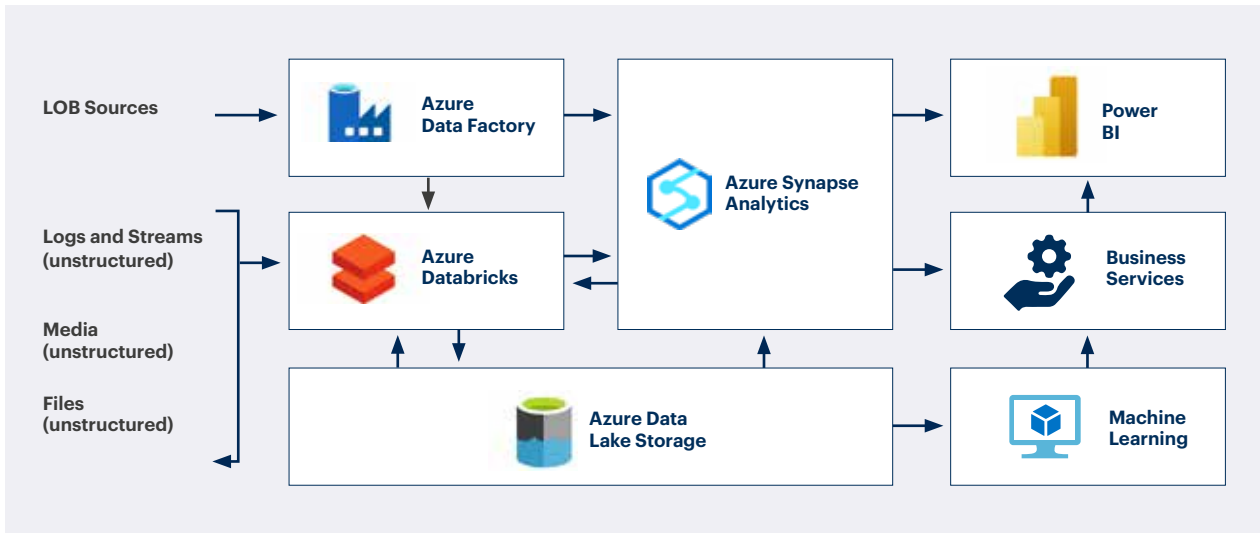 LOB Sources
Azure
Data Factory
Power
BI
Azure Synapse
Analytics
Logs and Streams
(unstructured)
Azure
Databricks
Business
Services
Media
(unstructured)
Files
(unstructured)
Azure Data
Lake Storage
Machine
Learning